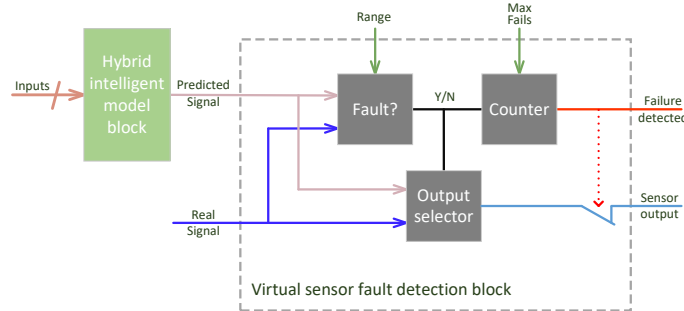 Range
Max
Fails
Hybrid
intelligent
model
block
Inputs
Predicted
Signal
Fault?
Y/N
Counter
Failure
detected
Real
Signal
Output
selector
Sensor
output
Virtual sensor fault detection block